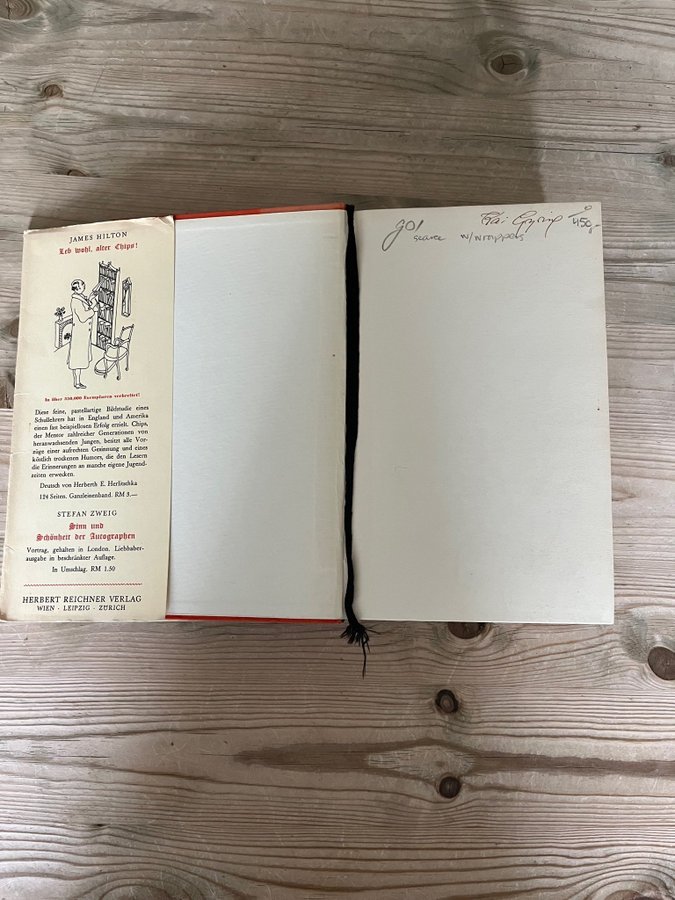 JAMES HILTON
Leb wohl, alter Chips!
In über 550,000 Exemplaren verbreitet!
Diese feine, pastellartige Bildstudie eines
Schullehrers hat in England und Amerika
einen fast beispiellosen Erfolg erzielt. Chips,
der Mentor zahlreicher Generationen von
heranwachsenden Jungen, besitzt alle Vor-
züge einer aufrechten Gesinnung und eines
köstlich trockenen Humors, die den Lesern
die Erinnerungen an manche eigene Jugend-
zeiten erwecken.
Deutsch von Herberth E. Herlitschka
124 Seiten. Ganzleinenband. RM 3.—
STEFAN ZWEIG
Sinn und
Schönheit der Autographen
Vortrag, gehalten in London. Liebhaber-
ausgabe in beschränkter Auflage.
In Umschlag. RM 1.50
HERBERT REICHNER VERLAG
WIEN · LEIPZIG · ZÜRICH
450,-
scarce w/wrappers